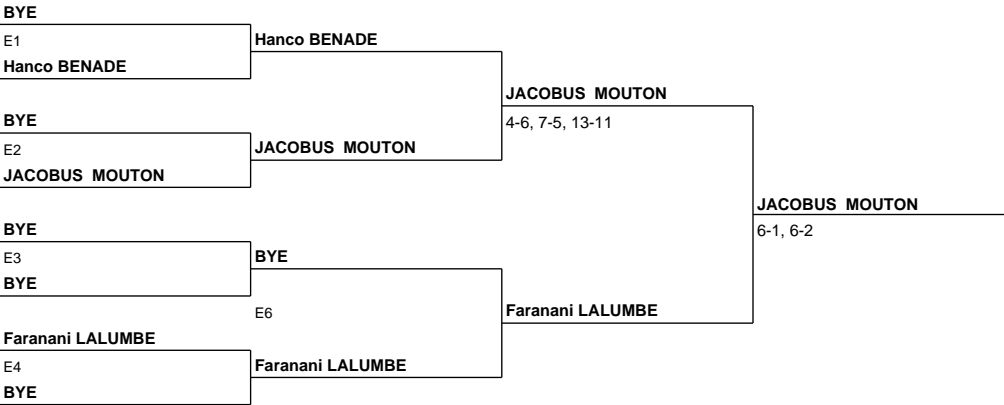 BYE
E1
Hanco BENADE
Hanco BENADE
JACOBUS MOUTON
4-6, 7-5, 13-11
BYE
E2
JACOBUS MOUTON
JACOBUS MOUTON
JACOBUS MOUTON
6-1, 6-2
BYE
E3
BYE
BYE
E6
Faranani LALUMBE
Faranani LALUMBE
E4
BYE
Faranani LALUMBE